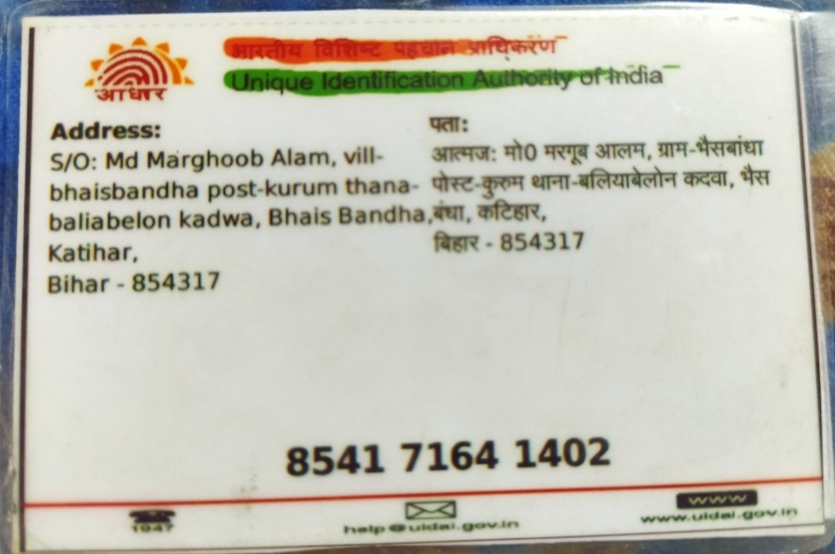 भारतीय विशिष्ट पहचान प्राधिकरण
Unique Identification Authority of India
आधार
Address:
S/O: Md Marghoob Alam, vill-
bhaisbandha post-kurum thana-
baliabelon kadwa, Bhais Bandha,
Katihar,
Bihar - 854317
पता:
आत्मज: मो0 मरगूब आलम, ग्राम-भैसबांधा
पोस्ट-कुरुम थाना-बलियाबेलोन कदवा, भैस
बंधा, कटिहार,
बिहार - 854317
8541 7164 1402
1947
help@uidai.gov.in
www
www.uidai.gov.in